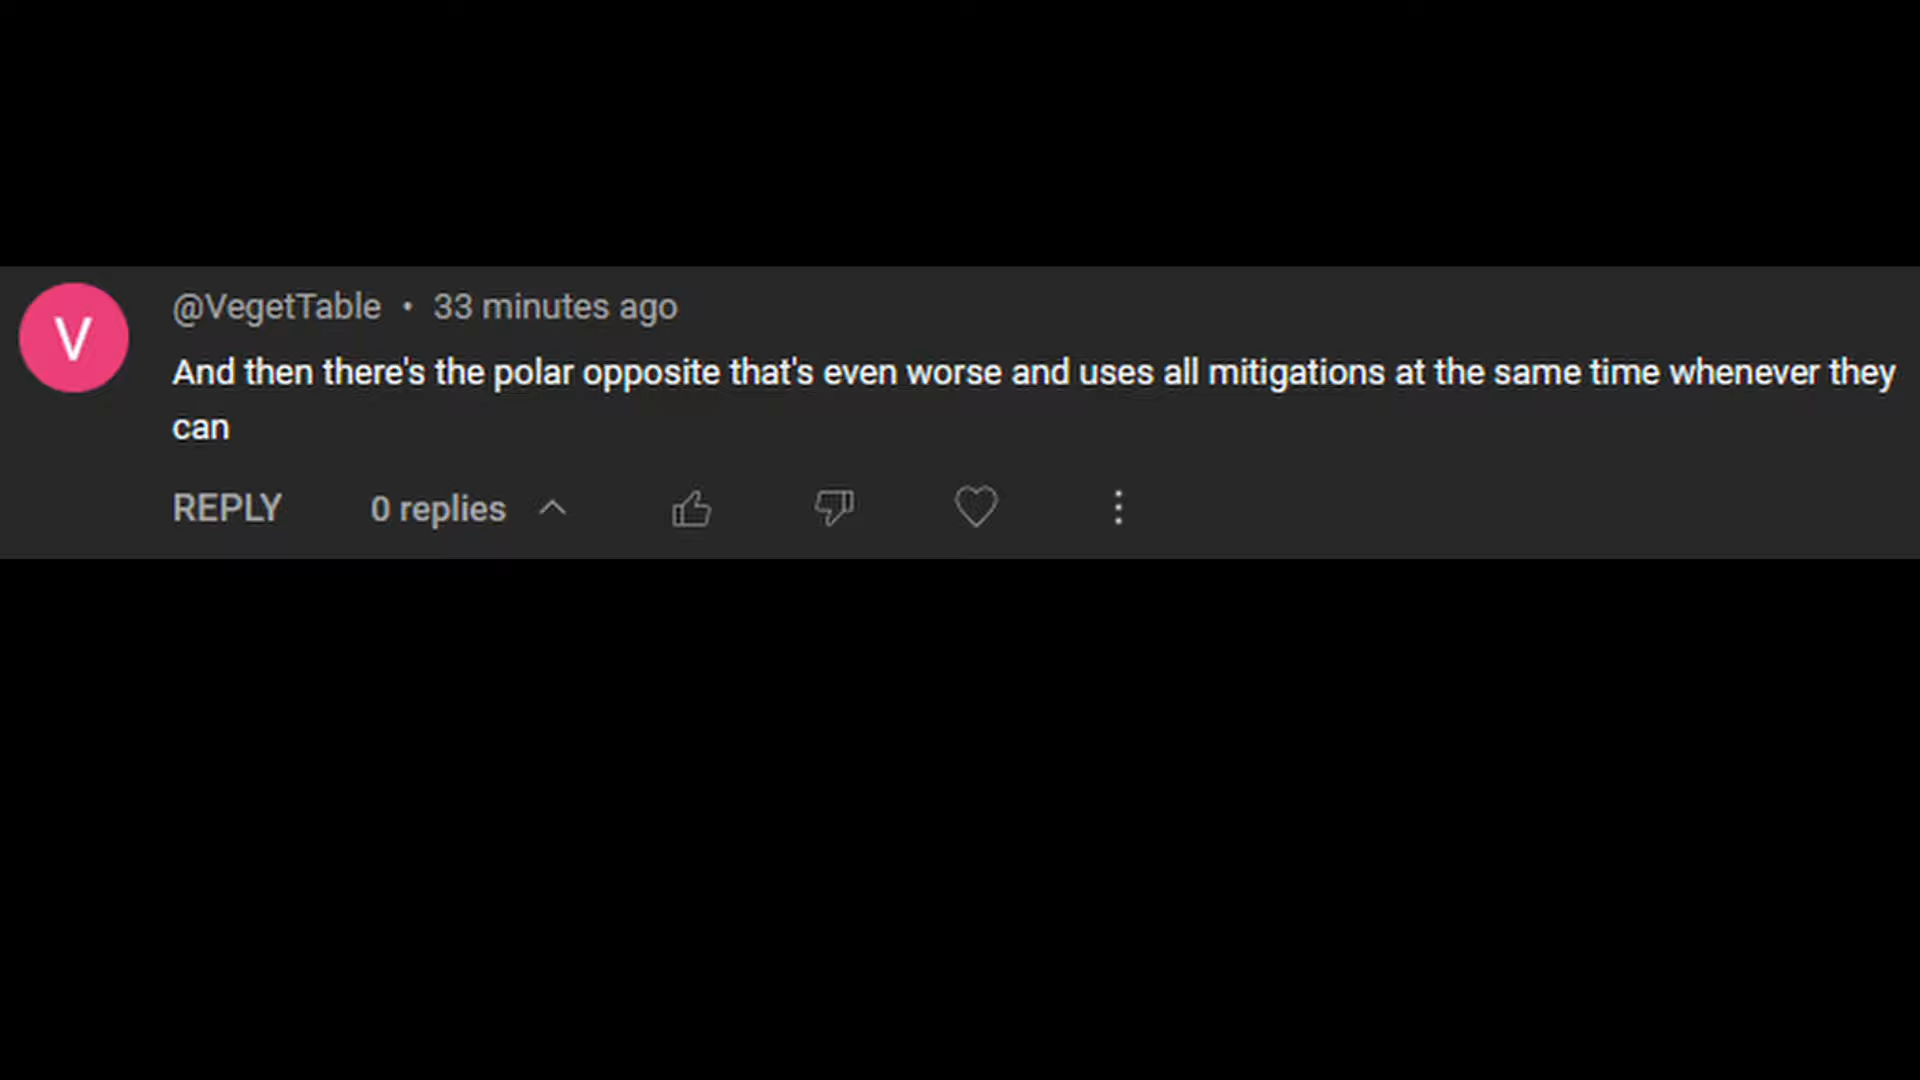 V
@VegetTable • 33 minutes ago
And then there's the polar opposite that's even worse and uses all mitigations at the same time whenever they
can
REPLY 0 replies